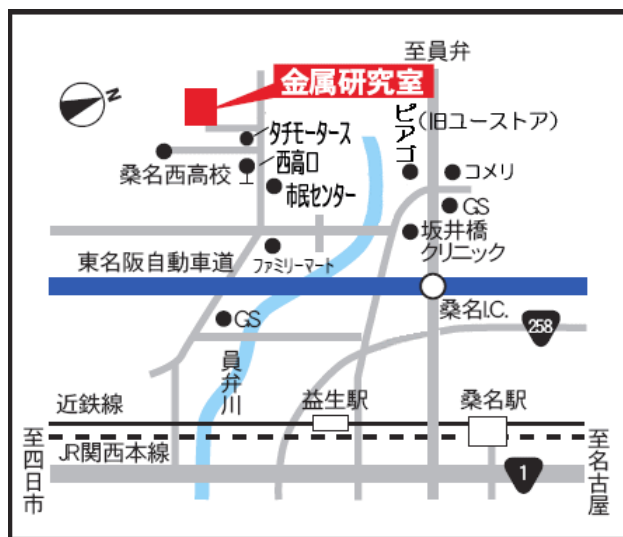 至員弁
金属研究室
N
ピアゴ
(旧ユーストア)
タチモータース
西高口
桑名西高校
コメリ
市民センター
GS
坂井橋
クリニック
東名阪自動車道
ファミリーマート
桑名I.C.
GS
258
員弁川
近鉄線
益生駅
桑名駅
至四日市
JR関西本線
至名古屋
1